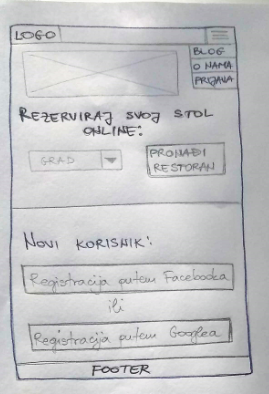 LOGO
BLOG
O NAMA
PRIJAVA
REZERVIRAJ SVOJ STOL
ONLINE:
GRAD
PRONAĐI
RESTORAN
NOVI KORISNIK:
Registracija putem Facebooka
ili
Registracija putem Googlea
FOOTER